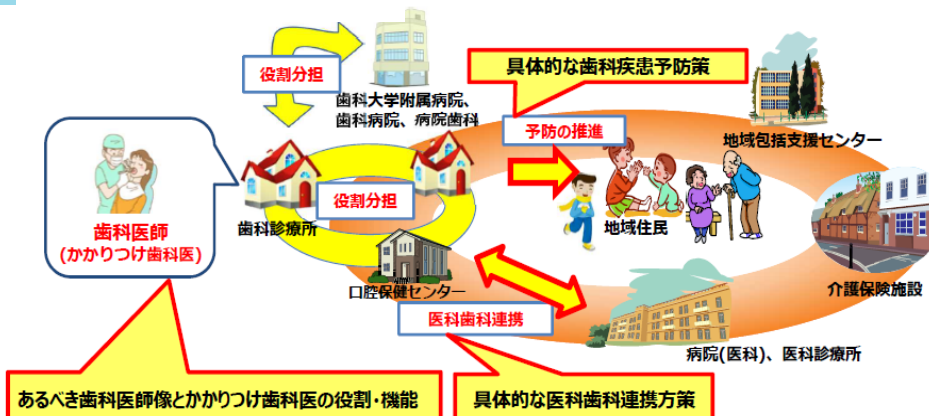 役割分担
歯科大学附属病院、
歯科病院、病院歯科
具体的な歯科疾患予防策
予防の推進
地域包括支援センター
歯科医師
(かかりつけ歯科医)
歯科診療所
役割分担
地域住民
口腔保健センター
介護保険施設
医科歯科連携
病院(医科)、医科診療所
あるべき歯科医師像とかかりつけ歯科医の役割・機能
具体的な医科歯科連携方策